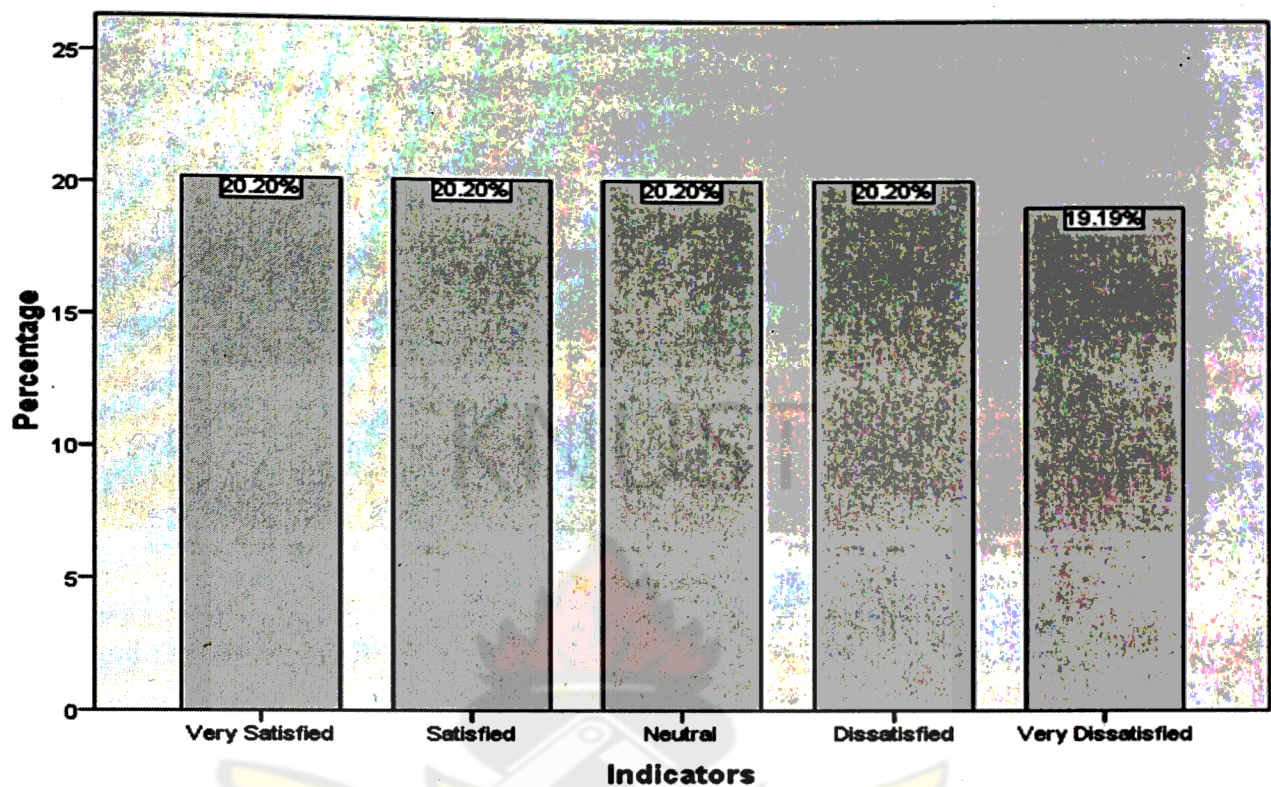 25
20
15
10
5
0
Percentage
20.20%
20.20%
20.20%
20.20%
19.19%
KNUST
Very Satisfied
Satisfied
Neutral
Dissatisfied
Very Dissatisfied
Indicators